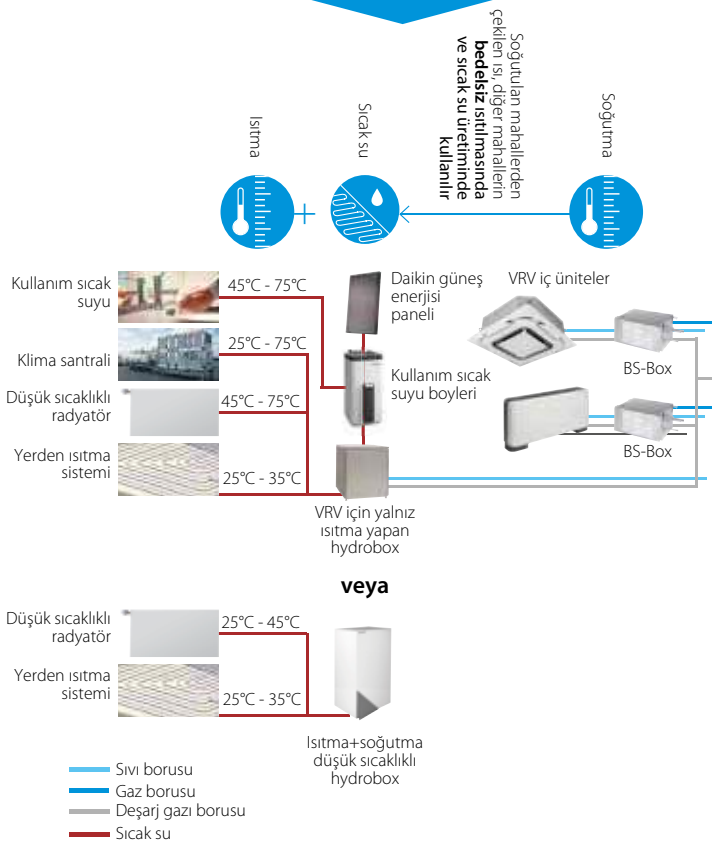 Isıtma
Sıcak su
Soğutulan mahallerden
çekilen ısı, diğer mahallerin
bedelsiz ısıtılmasında
ve sıcak su üretiminde
kullanılır
Soğutma
Kullanım sıcak
suyu
45°C - 75°C
Klima santrali
25°C - 75°C
Düşük sıcaklıklı
radyatör
45°C - 75°C
Yerden ısıtma
sistemi
25°C - 35°C
Daikin güneş
enerjisi
paneli
Kullanım sıcak
suyu boyleri
VRV için yalnız
ısıtma yapan
hydrobox
VRV iç üniteler
BS-Box
BS-Box
veya
Düşük sıcaklıklı
radyatör
25°C - 45°C
Yerden ısıtma
sistemi
25°C - 35°C
Isıtma+soğutma
düşük sıcaklıklı
hydrobox
Sıvı borusu
Gaz borusu
Deşarj gazı borusu
Sıcak su